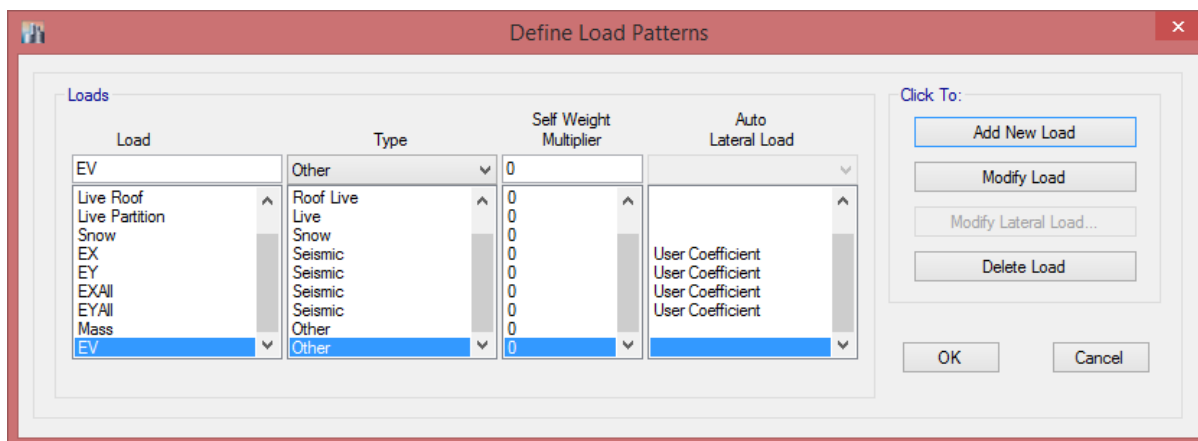 Define Load Patterns
Loads
Click To:
Load Type Self Weight Multiplier Auto Lateral Load
EV Other 0
Live Roof Roof Live 0
Live Partition Live 0
Snow Snow 0
EX Seismic 0 User Coefficient
EY Seismic 0 User Coefficient
EXAll Seismic 0 User Coefficient
EYAll Seismic 0 User Coefficient
Mass Other 0
EV Other 0
Add New Load
Modify Load
Modify Lateral Load...
Delete Load
OK
Cancel